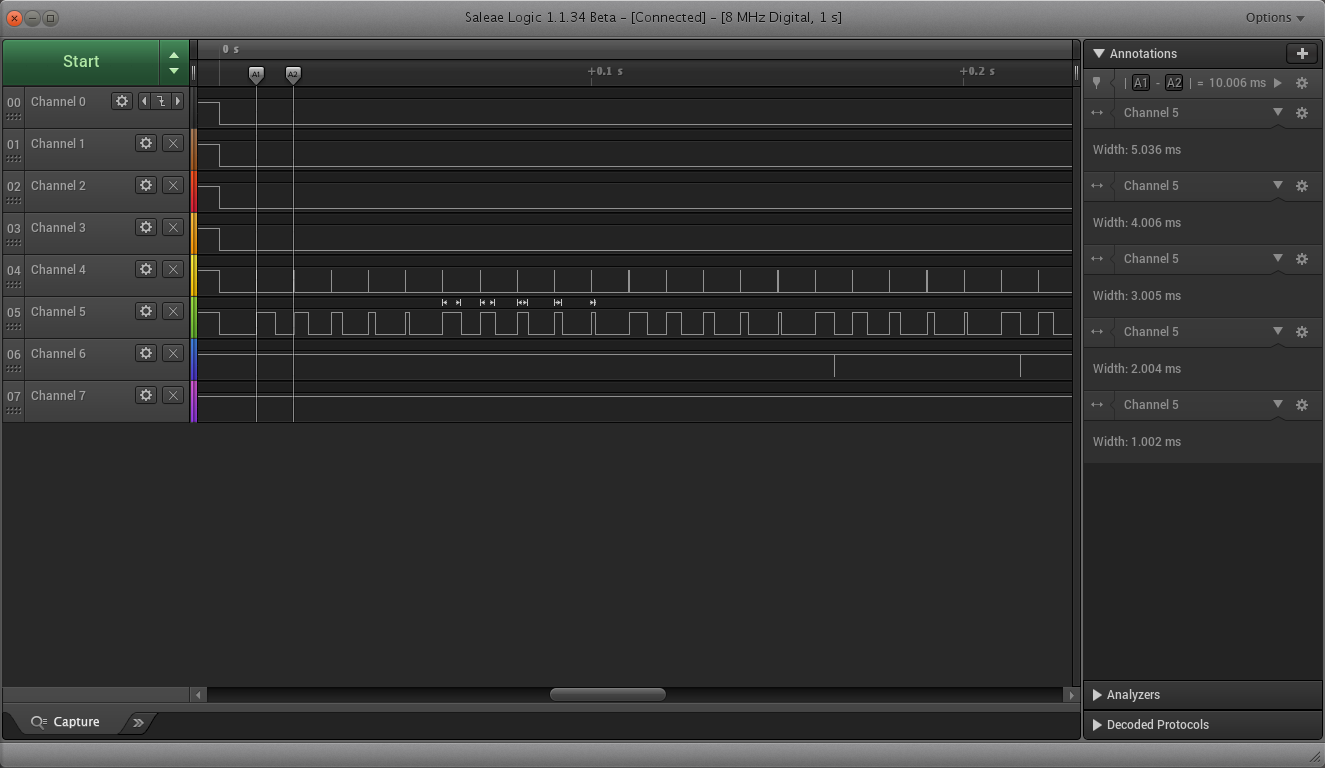 Saleae Logic 1.1.34 Beta – [Connected] – [8 MHz Digital, 1 s]
Options
Start
0 s
A1
A2
+0.1 s
+0.2 s
00 Channel 0
01 Channel 1
02 Channel 2
03 Channel 3
04 Channel 4
05 Channel 5
06 Channel 6
07 Channel 7
Annotations
| A1 - A2 | = 10.006 ms
Channel 5
Width: 5.036 ms
Channel 5
Width: 4.006 ms
Channel 5
Width: 3.005 ms
Channel 5
Width: 2.004 ms
Channel 5
Width: 1.002 ms
Analyzers
Decoded Protocols
Capture